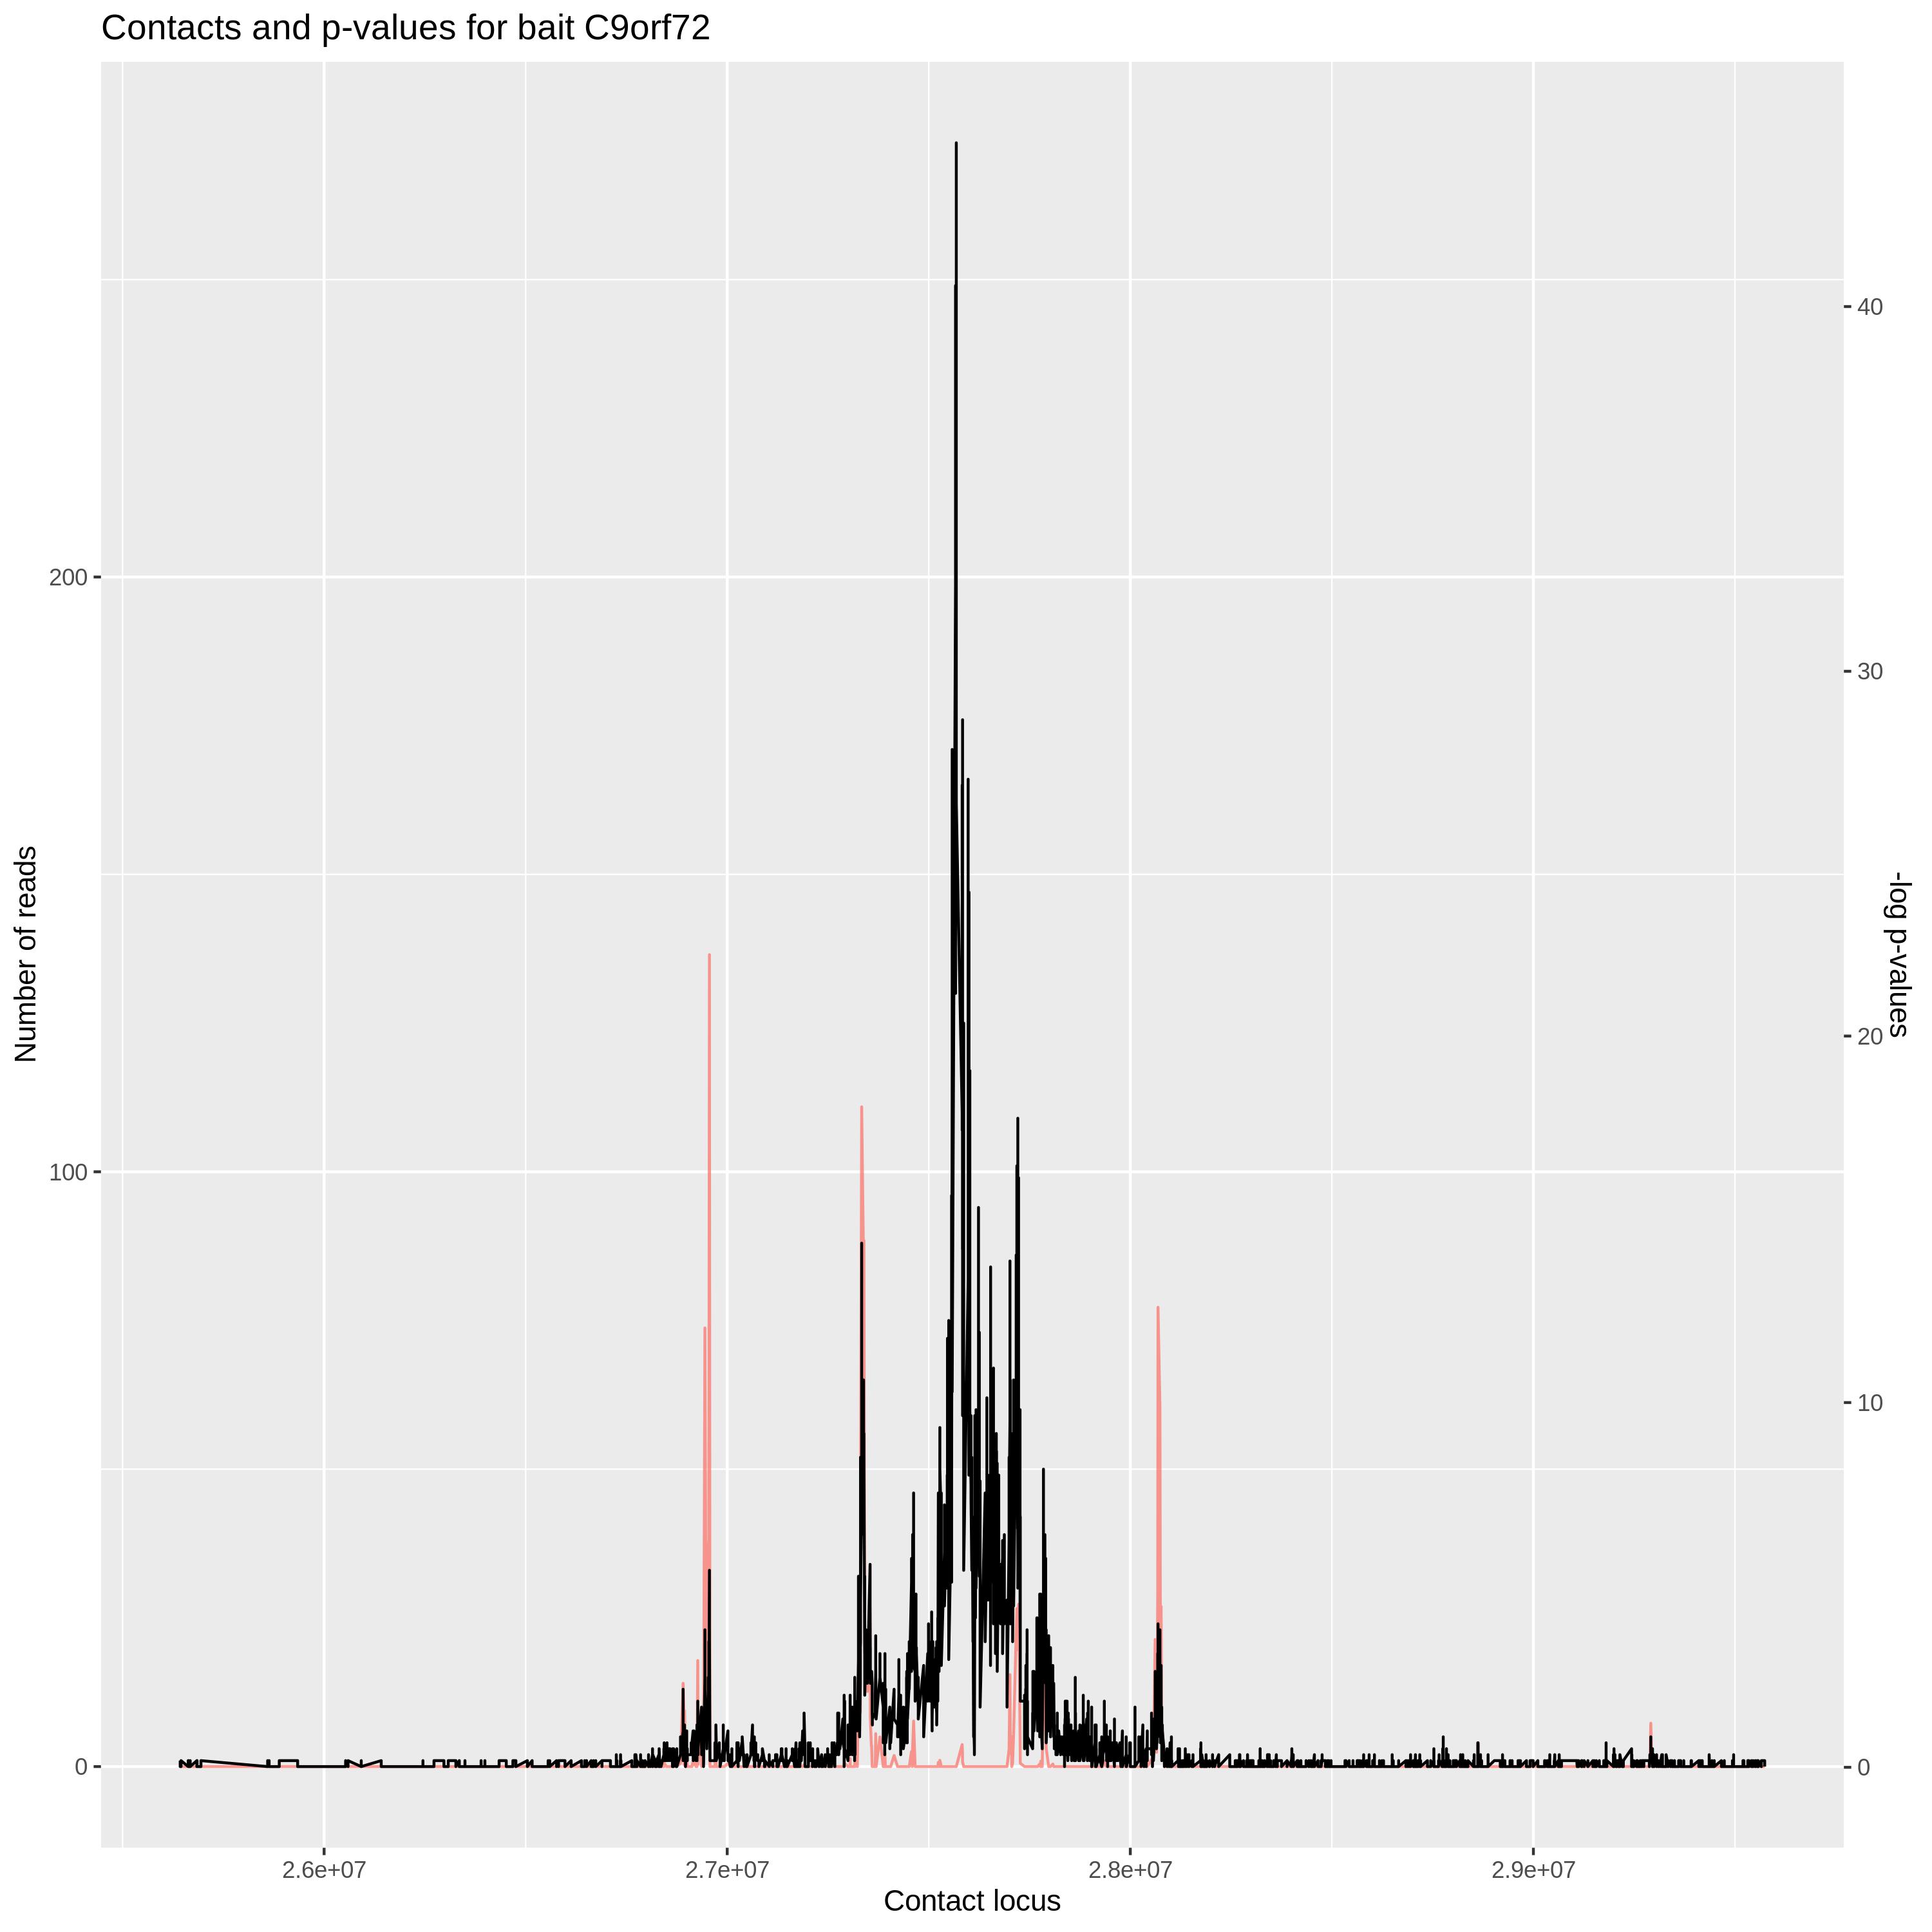 Contacts and p-values for bait C9orf72
Number of reads
200
100
0
40
30
20
10
0
-log p-values
2.6e+07 2.7e+07 2.8e+07 2.9e+07
Contact locus